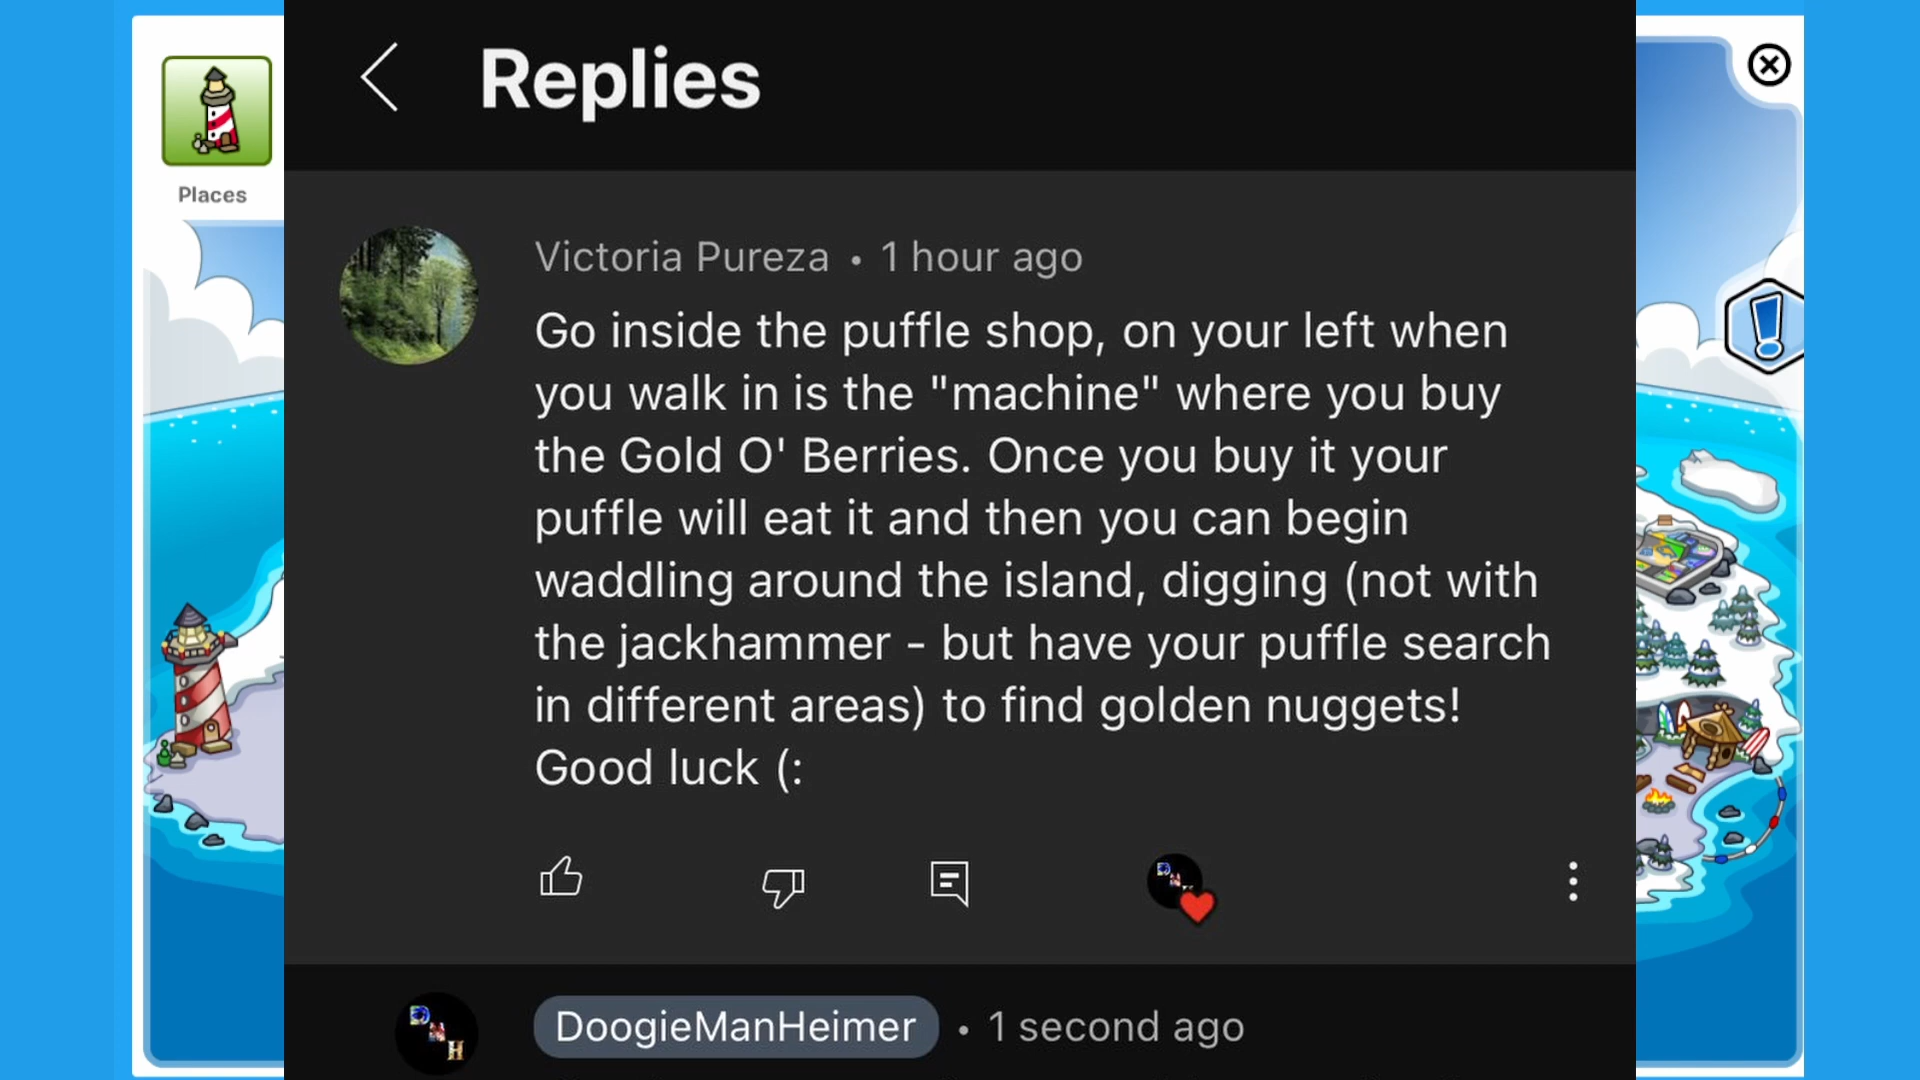 Replies
Places
Victoria Pureza • 1 hour ago
Go inside the puffle shop, on your left when
you walk in is the "machine" where you buy
the Gold O' Berries. Once you buy it your
puffle will eat it and then you can begin
waddling around the island, digging (not with
the jackhammer - but have your puffle search
in different areas) to find golden nuggets!
Good luck (:
DoogieManHeimer • 1 second ago